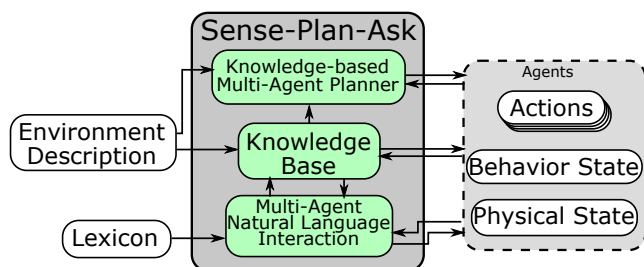 Sense-Plan-Ask
Knowledge-based
Multi-Agent Planner
Agents
Actions
Environment
Description
Knowledge
Base
Behavior State
Multi-Agent
Natural Language
Interaction
Physical State
Lexicon